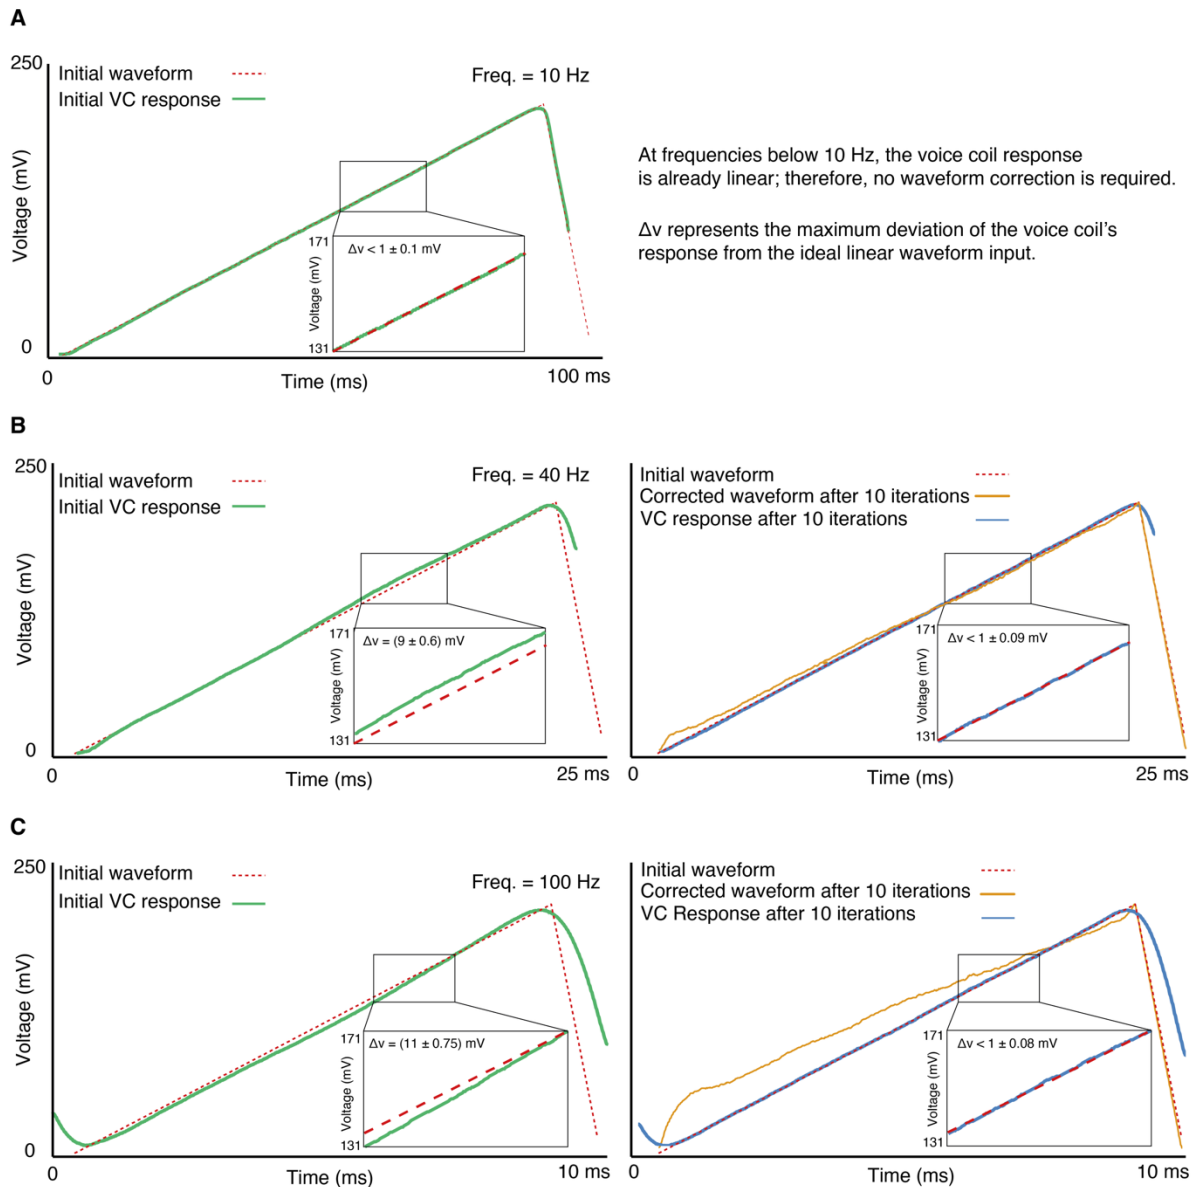 A
250
Initial waveform
Initial VC response
Freq. = 10 Hz
Voltage (mV)
171
Δv < 1 ± 0.1 mV
Voltage (mV)
131
0
0
Time (ms)
100 ms
At frequencies below 10 Hz, the voice coil response
is already linear; therefore, no waveform correction is required.
Δv represents the maximum deviation of the voice coil's
response from the ideal linear waveform input.
B
250
Initial waveform
Initial VC response
Freq. = 40 Hz
Voltage (mV)
171
Δv = (9 ± 0.6) mV
Voltage (mV)
131
0
0
Time (ms)
25 ms
Initial waveform
Corrected waveform after 10 iterations
VC response after 10 iterations
171
Δv < 1 ± 0.09 mV
Voltage (mV)
131
0
Time (ms)
25 ms
C
250
Initial waveform
Initial VC response
Freq. = 100 Hz
Voltage (mV)
171
Δv = (11 ± 0.75) mV
Voltage (mV)
131
0
0
Time (ms)
10 ms
Initial waveform
Corrected waveform after 10 iterations
VC Response after 10 iterations
171
Δv < 1 ± 0.08 mV
Voltage (mV)
131
0
Time (ms)
10 ms